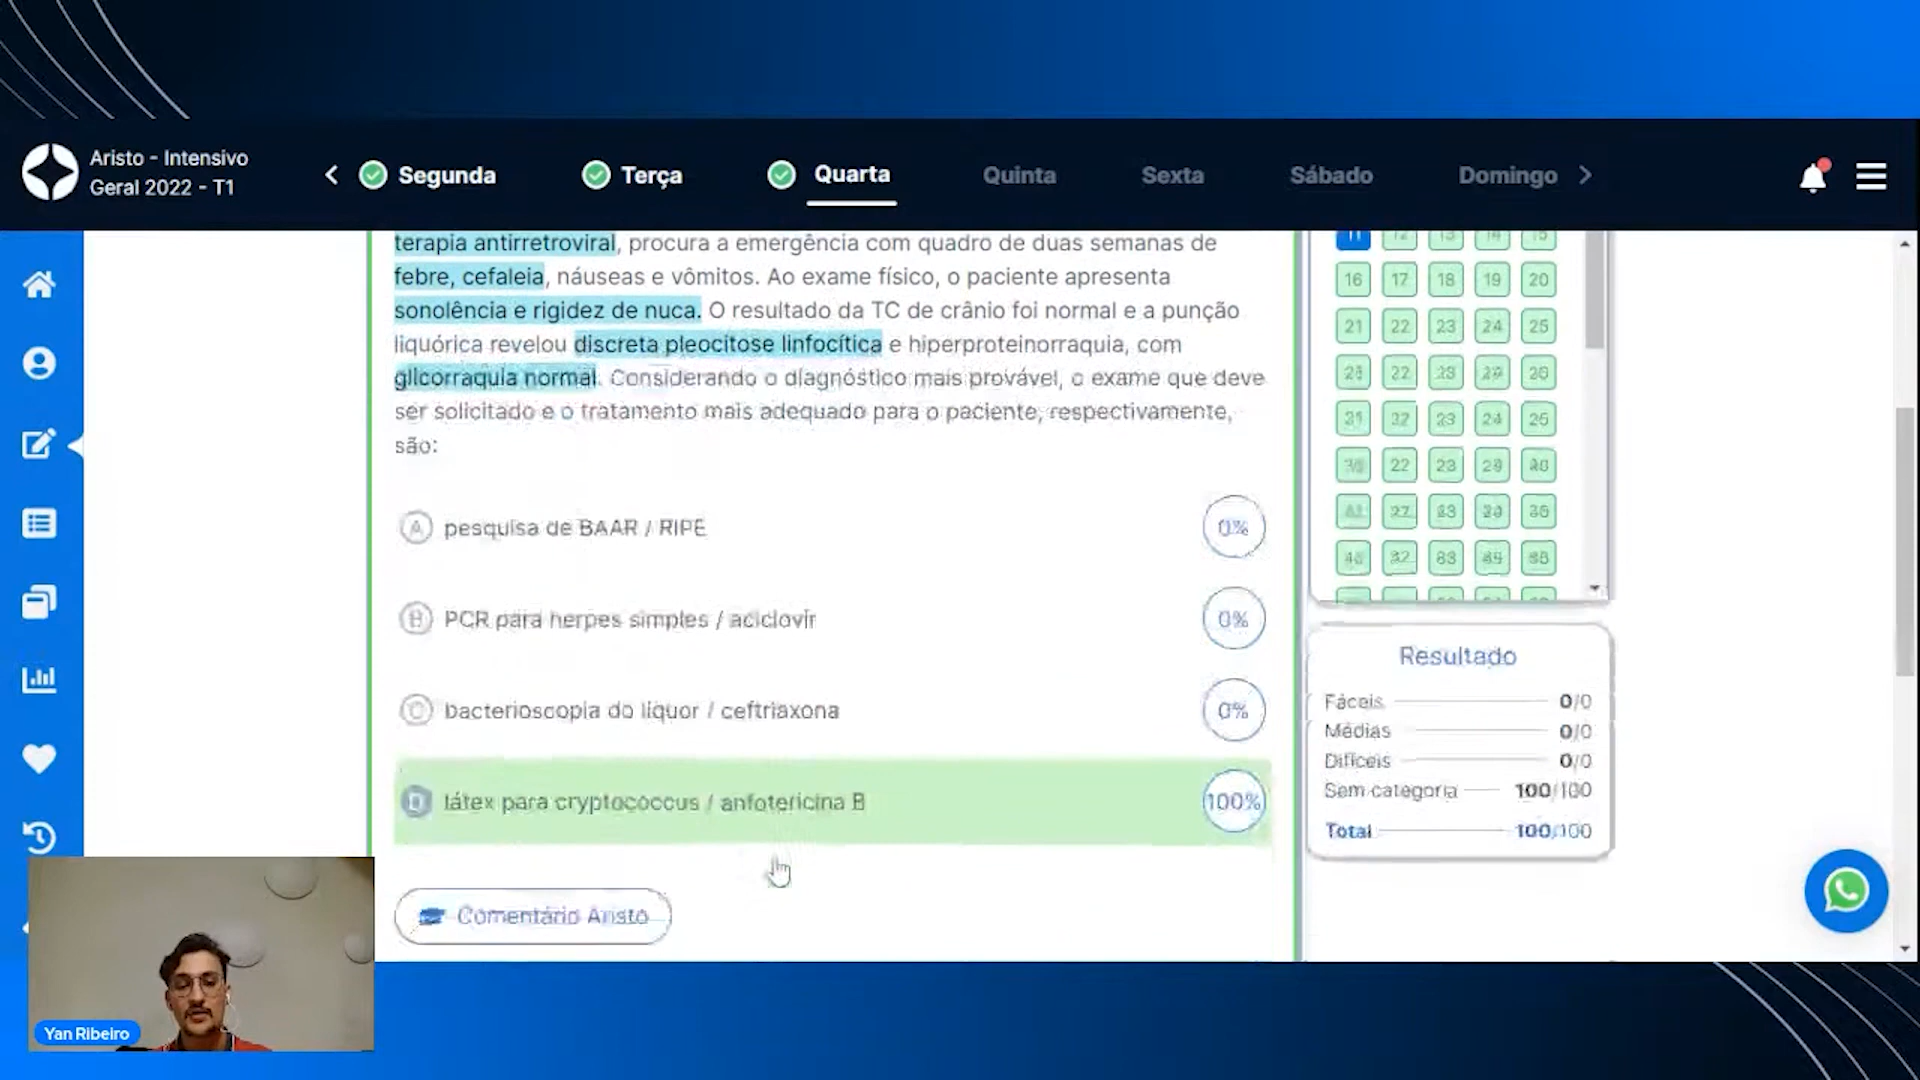 Aristo - Intensivo
Geral 2022 - T1
Segunda
Terça
Quarta
Quinta
Sexta
Sábado
Domingo
terapia antirretroviral, procura a emergência com quadro de duas semanas de
febre, cefaleia, náuseas e vômitos. Ao exame físico, o paciente apresenta
sonolência e rigidez de nuca. O resultado da TC de crânio foi normal e a punção
liquórica revelou discreta pleocitose linfocítica e hiperproteinorraquia, com
glicorraquia normal. Considerando o diagnóstico mais provável, o exame que deve
ser solicitado e o tratamento mais adequado para o paciente, respectivamente,
são:
A pesquisa de BAAR / RIPE 0%
B PCR para herpes simples / aciclovir 0%
C bacterioscopia do líquor / ceftriaxona 0%
D látex para cryptococcus / anfotericina B 100%
Comentário Aristo
11 12 13 14 15
16 17 18 19 20
21 22 23 24 25
Resultado
Fáceis 0/0
Médias 0/0
Difíceis 0/0
Sem categoria 100/100
Total 100/100
Yan Ribeiro